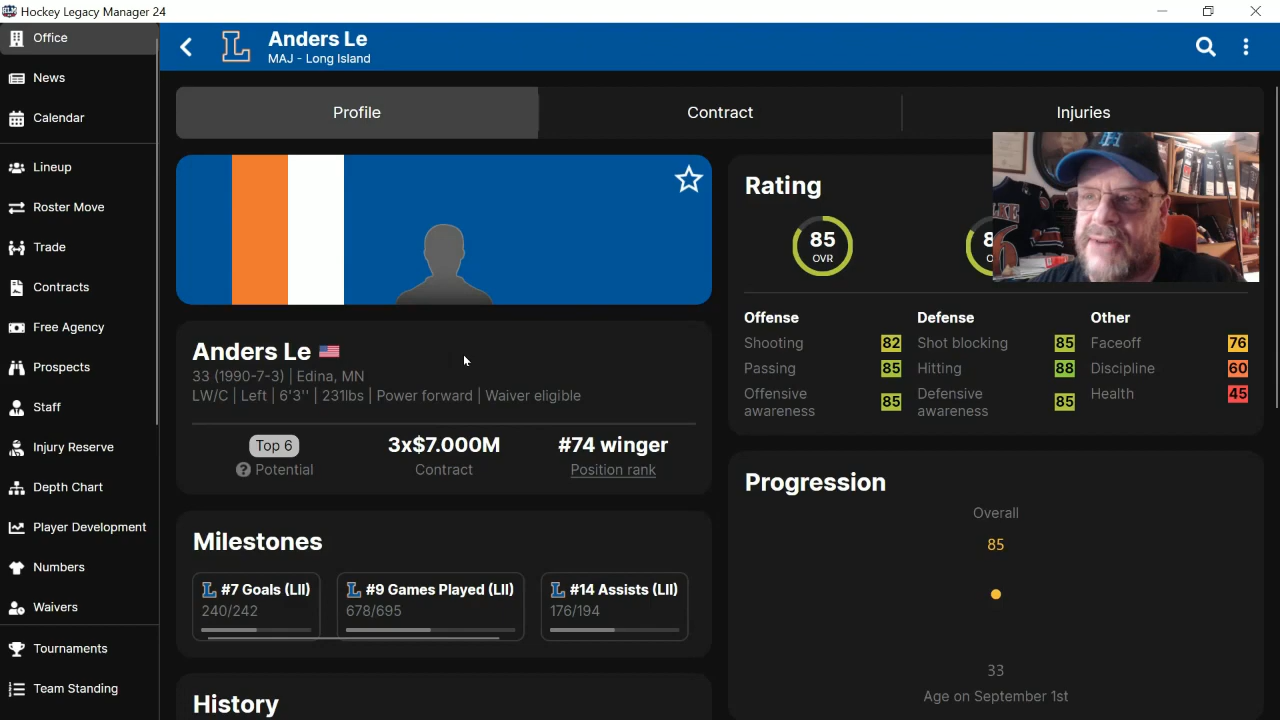 Hockey Legacy Manager 24
Office
News
Calendar
Lineup
Roster Move
Trade
Contracts
Free Agency
Prospects
Staff
Injury Reserve
Depth Chart
Player Development
Numbers
Waivers
Tournaments
Team Standing
L
Anders Le
MAJ - Long Island
Profile
Contract
Injuries
Anders Le
33 (1990-7-3) | Edina, MN
LW/C | Left | 6'3'' | 231lbs | Power forward | Waiver eligible
Top 6
? Potential
3x$7.000M
Contract
#74 winger
Position rank
Milestones
L #7 Goals (LII)
240/242
L #9 Games Played (LII)
678/695
L #14 Assists (LII)
176/194
History
Rating
85
OVR
8
O
Offense
Shooting 82
Passing 85
Offensive
awareness 85
Defense
Shot blocking 85
Hitting 88
Defensive
awareness 85
Other
Faceoff 76
Discipline 60
Health 45
Progression
Overall
85
33
Age on September 1st
H
LKE